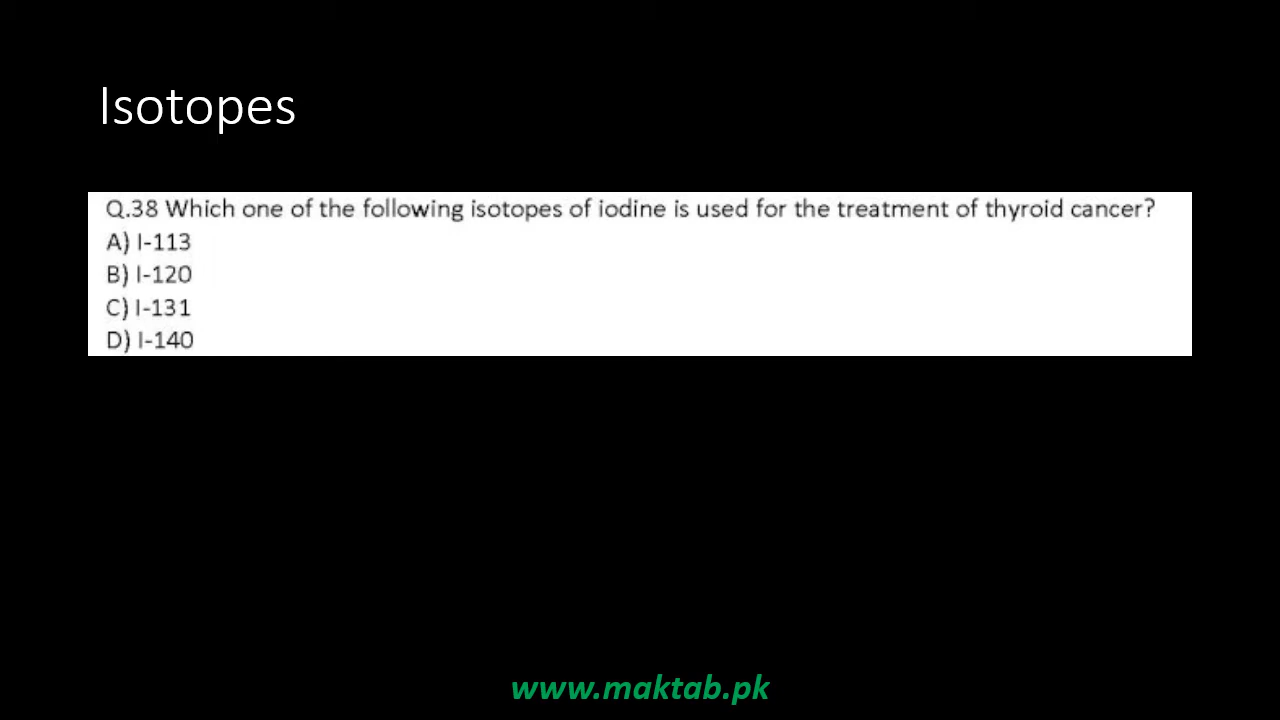 Isotopes
Q.38 Which one of the following isotopes of iodine is used for the treatment of thyroid cancer?
A) I-113
B) I-120
C) I-131
D) I-140
www.maktab.pk